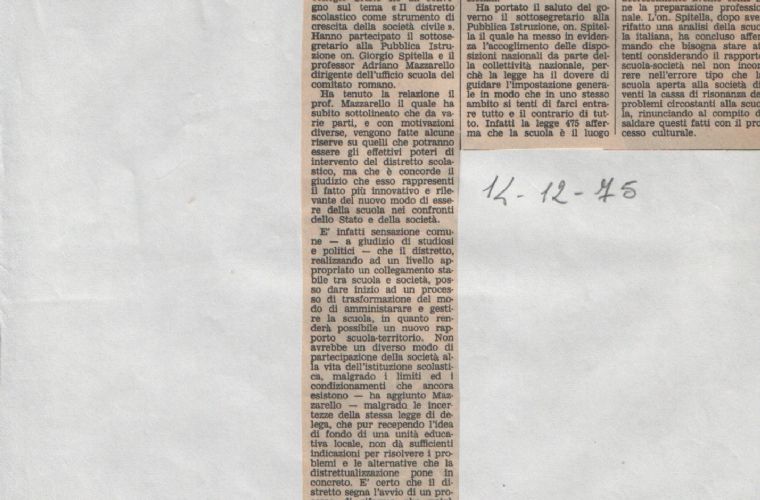 gno sul tema « Il distretto
scolastico come strumento di
crescita della società civile ».
Hanno partecipato il sottose-
gretario alla Pubblica Istru-
zione on. Giorgio Spitella e il
professor Adriano Mazzarello
dirigente dell'ufficio scuola del
comitato romano.
Ha tenuto la relazione il
prof. Mazzarello il quale ha
subito sottolineato che da va-
rie parti, e con motivazioni
diverse, vengono fatte alcune
riserve su quelli che potranno
essere gli effettivi poteri di
intervento del distretto scola-
stico, ma che è concorde il
giudizio che esso rappresenti
il fatto più innovativo e rile-
vante del nuovo modo di esse-
re della scuola nei confronti
dello Stato e della società.
E' infatti sensazione comu-
ne — a giudizio di studiosi
e politici — che il distretto,
realizzando ad un livello ap-
propriato un collegamento sta-
bile tra scuola e società, pos-
so dare inizio ad un proces-
so di trasformazione del mo-
do di amministarare e gesti-
re la scuola, in quanto ren-
derà possibile un nuovo rap-
porto scuola-territorio. Non
avrebbe un diverso modo di
partecipazione della società al-
la vita dell'istituzione scolasti-
ca, malgrado i limiti ed i
condizionamenti che ancora
esistono — ha aggiunto Maz-
zarello — malgrado le incer-
tezze della stessa legge di de-
lega, che pur recependo l'idea
di fondo di una unità educa-
tiva locale, non dà sufficienti
indicazioni per risolvere i pro-
blemi e le alternative che la
distrettualizzazione pone in
concreto. E' certo che il di-
stretto segna l'avvio di un pro-
Ha portato il saluto del go-
verno il sottosegretario alla
Pubblica Istruzione, on. Spitel-
la il quale ha messo in eviden-
za l'accoglimento delle dispo-
sizioni nazionali da parte del-
la collettività nazionale, per-
chè la legge ha il dovere di
guidare l'impostazione genera-
le in modo che in uno stesso
ambito si tenti di farci entra-
re tutto e il contrario di tut-
to. Infatti la legge 475 affer-
ma che la scuola è il luogo
ne la preparazione professio-
nale. L'on. Spitella, dopo aver
rifatto una analisi della scuo-
la italiana, ha concluso affer-
mando che bisogna stare at-
tenti considerando il rapporto
scuola-società nel non incor-
rere nell'errore tipo che la
scuola aperta alla società di-
venti la cassa di risonanza dei
problemi circostanti alla scuo-
la, rinunciando al compito di
saldare questi fatti con il pro-
cesso culturale.
14-12-75